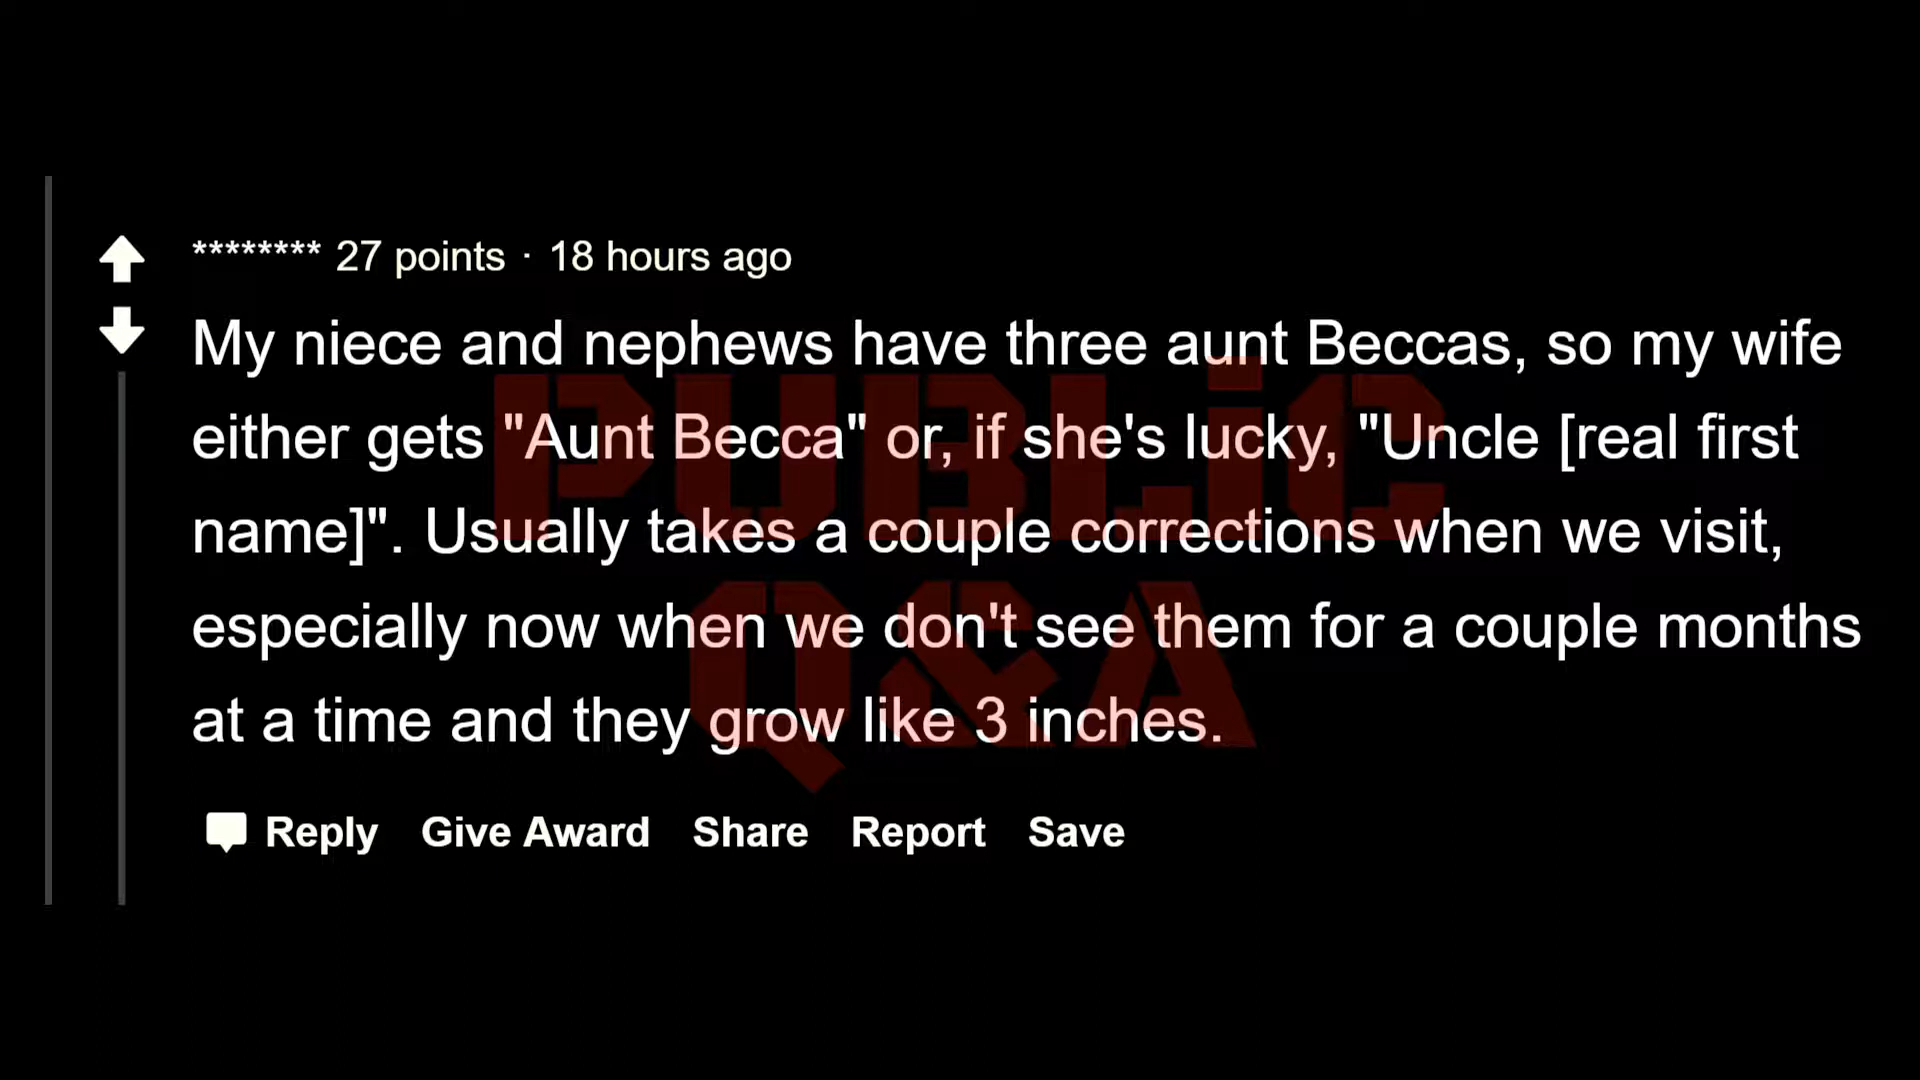 ******** 27 points · 18 hours ago
My niece and nephews have three aunt Beccas, so my wife
either gets "Aunt Becca" or, if she's lucky, "Uncle [real first
name]". Usually takes a couple corrections when we visit,
especially now when we don't see them for a couple months
at a time and they grow like 3 inches.
PUBLiC
Q&A
Reply Give Award Share Report Save